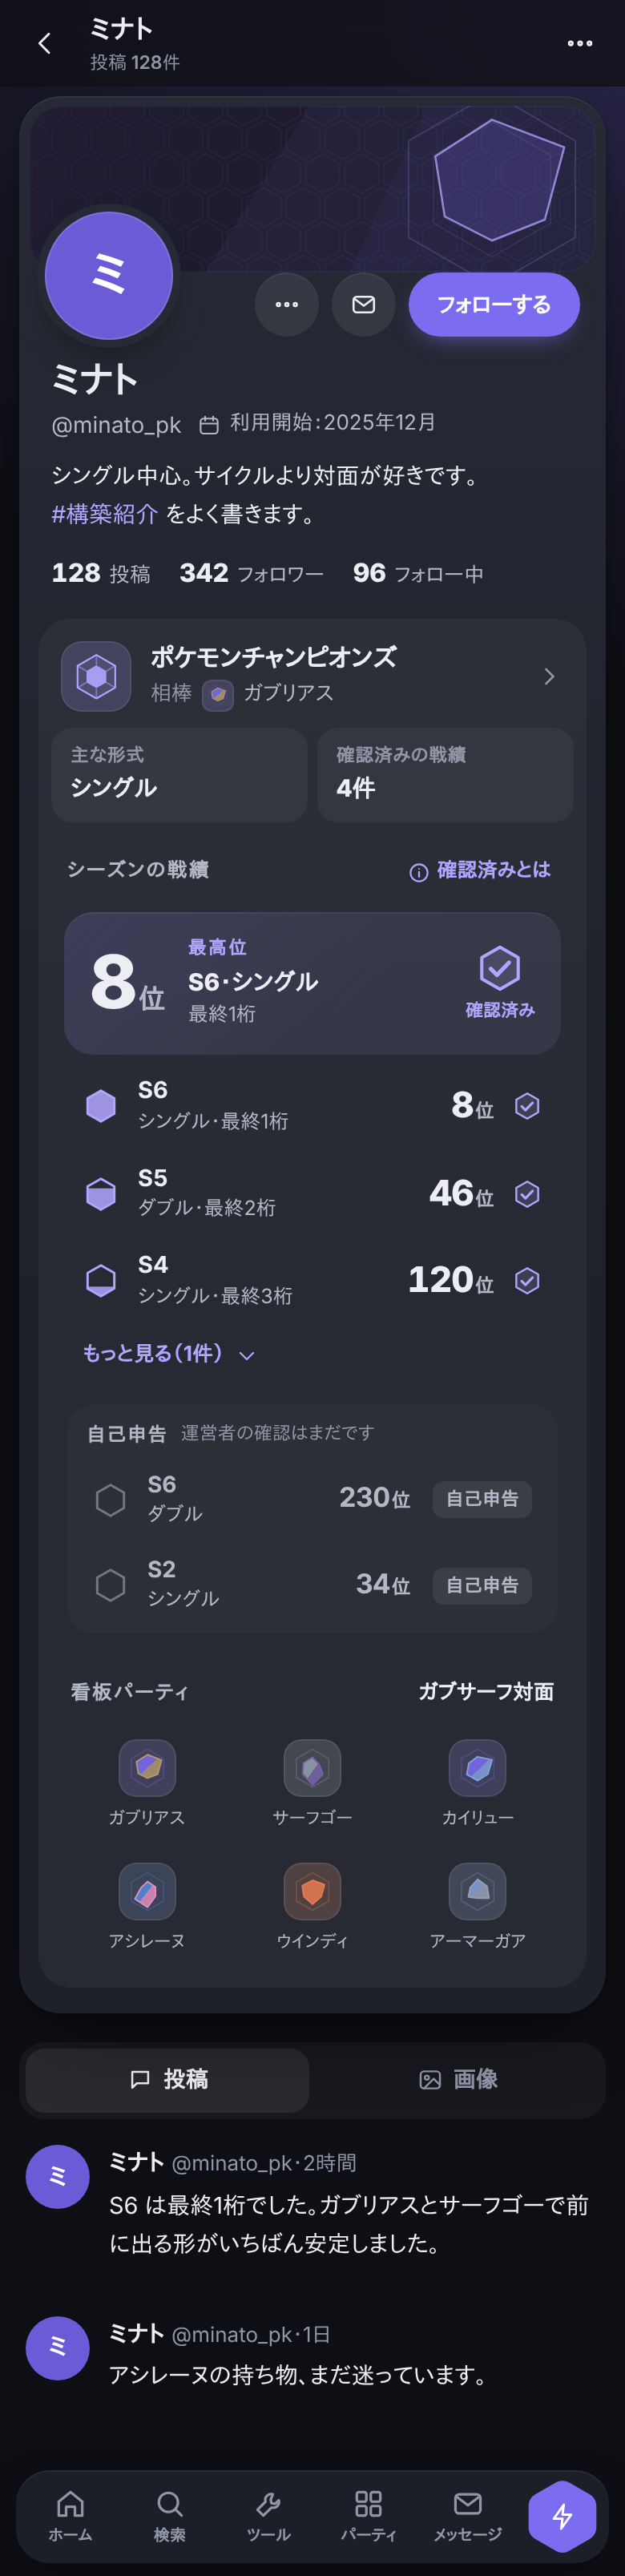 ミナト
投稿 128件
ミ
フォローする
ミナト
@minato_pk 利用開始:2025年12月
シングル中心。サイクルより対面が好きです。
#構築紹介 をよく書きます。
128 投稿 342 フォロワー 96 フォロー中
ポケモンチャンピオンズ
相棒 ガブリアス
主な形式
シングル
確認済みの戦績
4件
シーズンの戦績 確認済みとは
8位
最高位
S6·シングル
最終1桁
確認済み
S6
シングル·最終1桁
8位
S5
ダブル·最終2桁
46位
S4
シングル·最終3桁
120位
もっと見る(1件)
自己申告 運営者の確認はまだです
S6
ダブル
230位 自己申告
S2
シングル
34位 自己申告
看板パーティ ガブサーフ対面
ガブリアス サーフゴー カイリュー
アシレーヌ ウインディ アーマーガア
投稿 画像
ミ
ミナト @minato_pk·2時間
S6 は最終1桁でした。ガブリアスとサーフゴーで前
に出る形がいちばん安定しました。
ミ
ミナト @minato_pk·1日
アシレーヌの持ち物、まだ迷っています。
ホーム 検索 ツール パーティ メッセージ